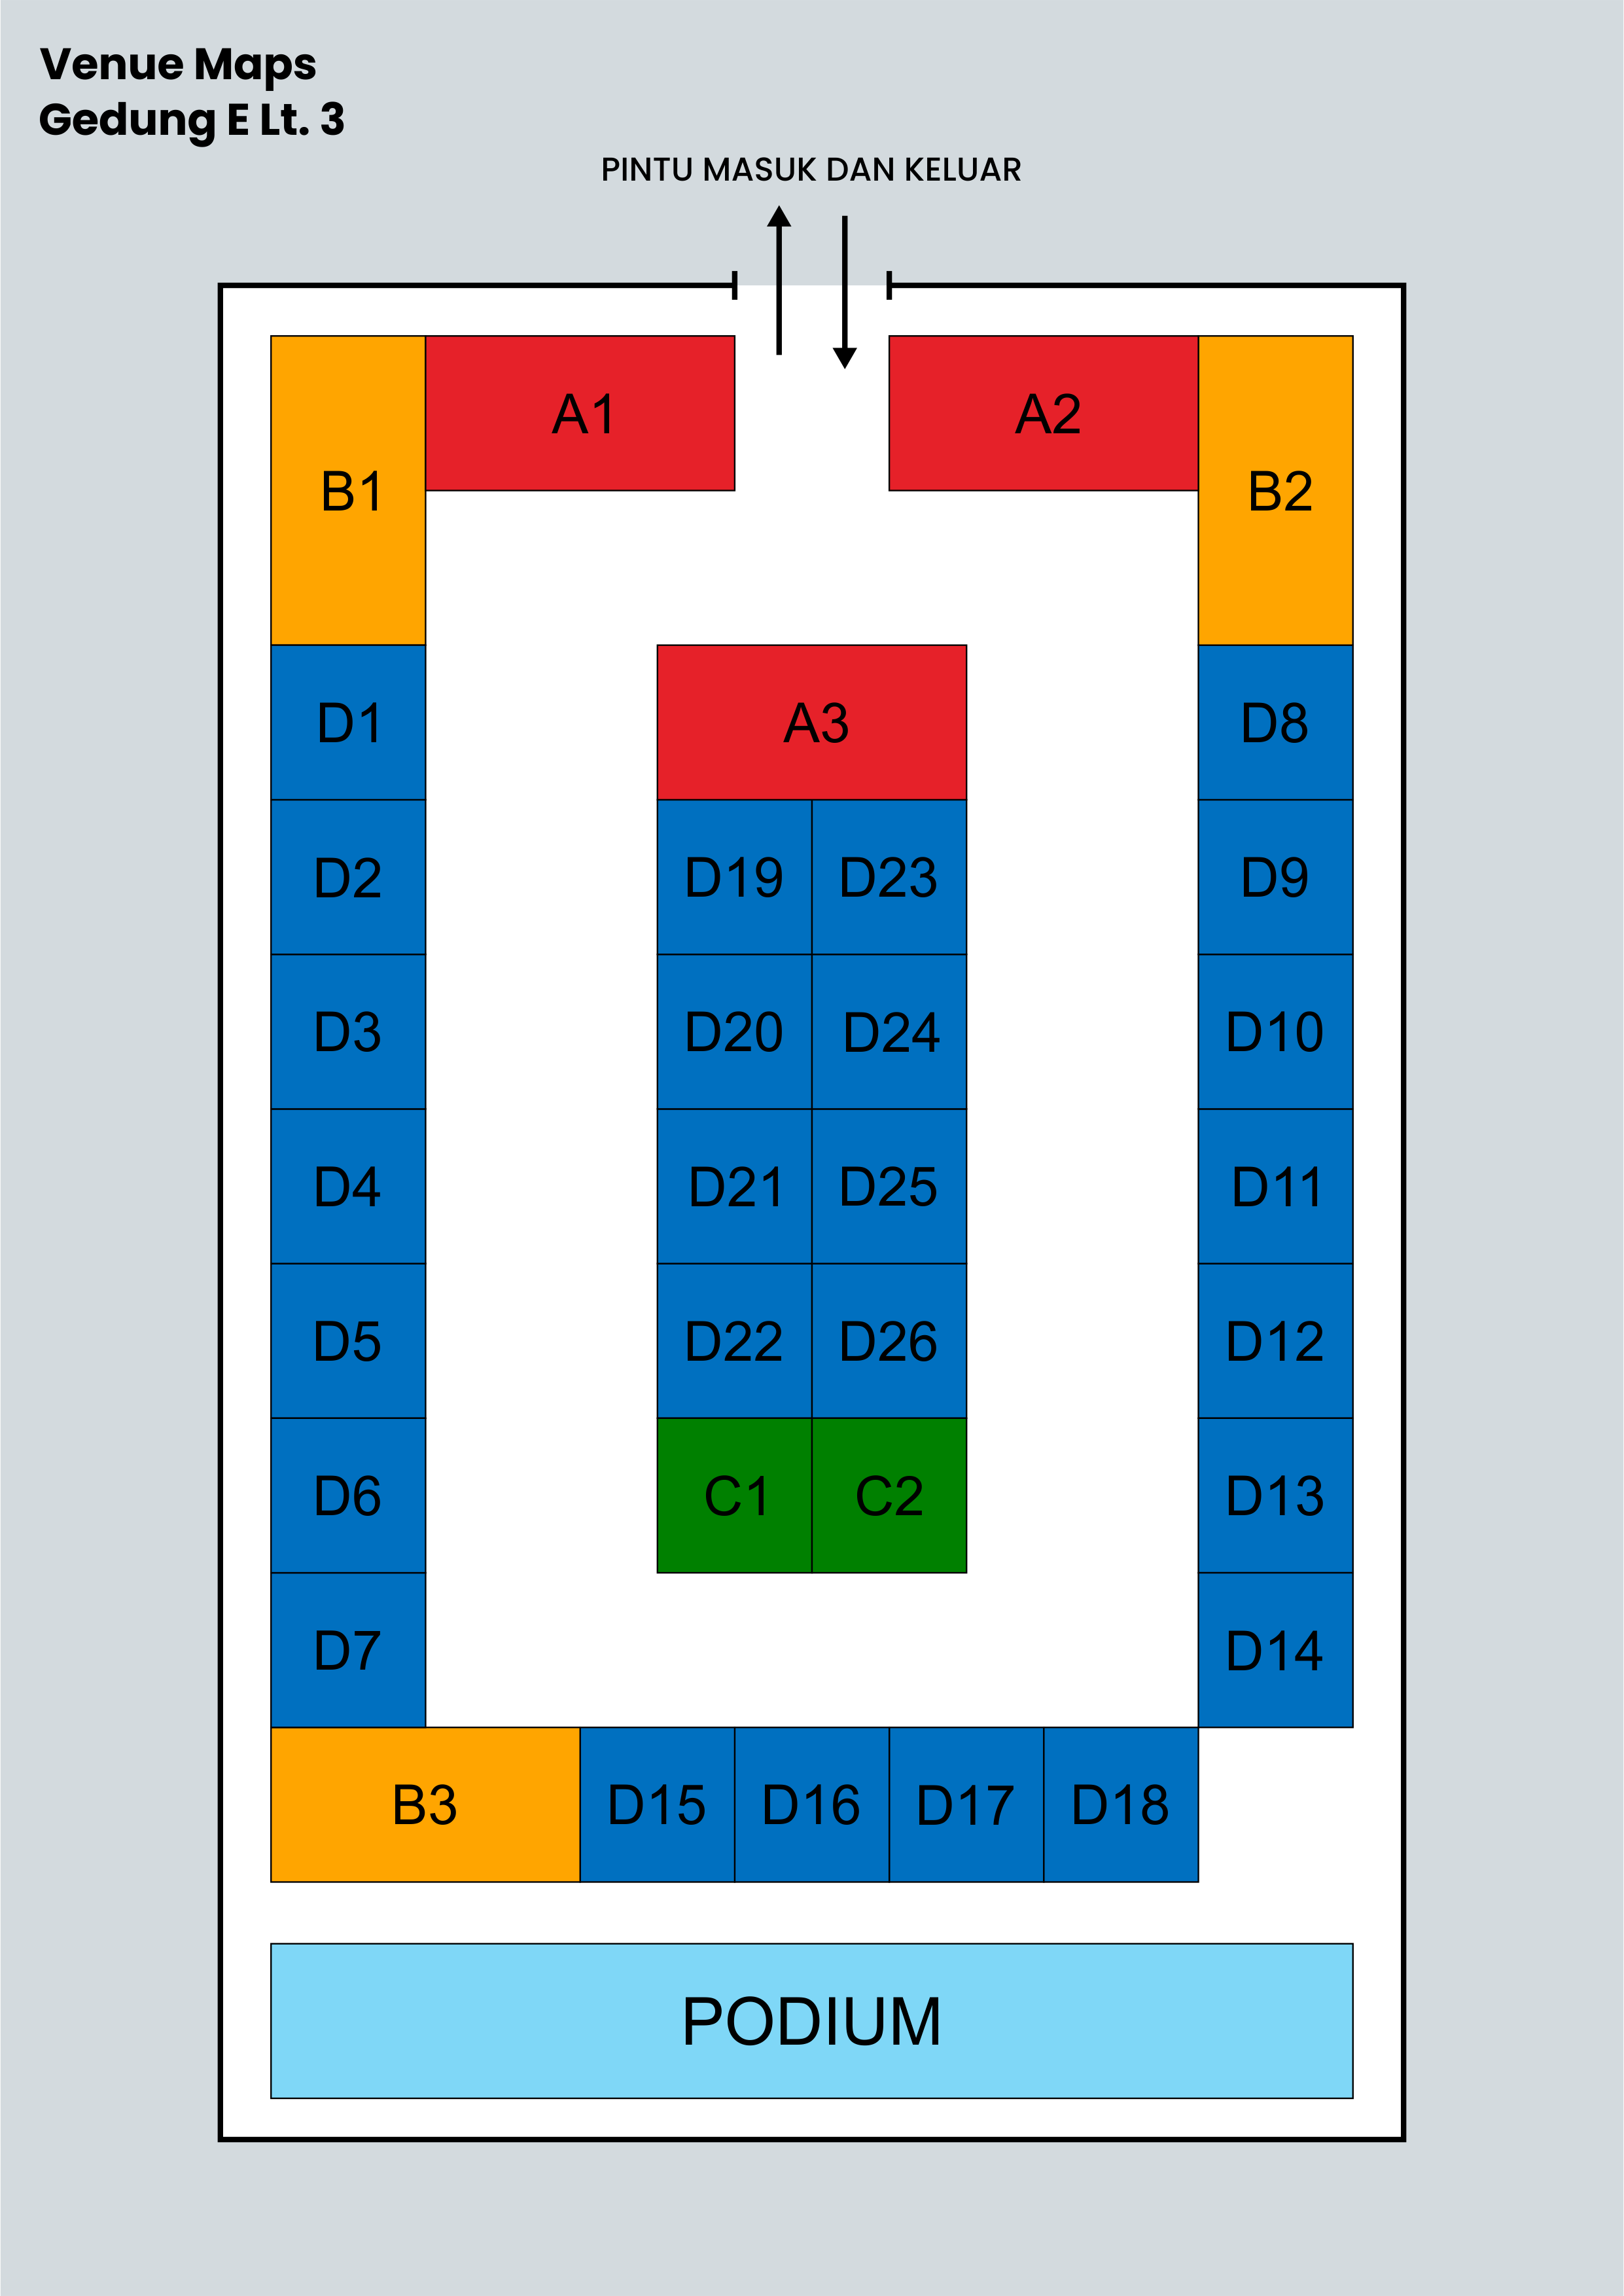 Venue Maps
Gedung E Lt. 3
PINTU MASUK DAN KELUAR
A1
A2
B1
B2
D1
A3
D8
D2
D19
D23
D9
D3
D20
D24
D10
D4
D21
D25
D11
D5
D22
D26
D12
D6
C1
C2
D13
D7
D14
B3
D15
D16
D17
D18
PODIUM